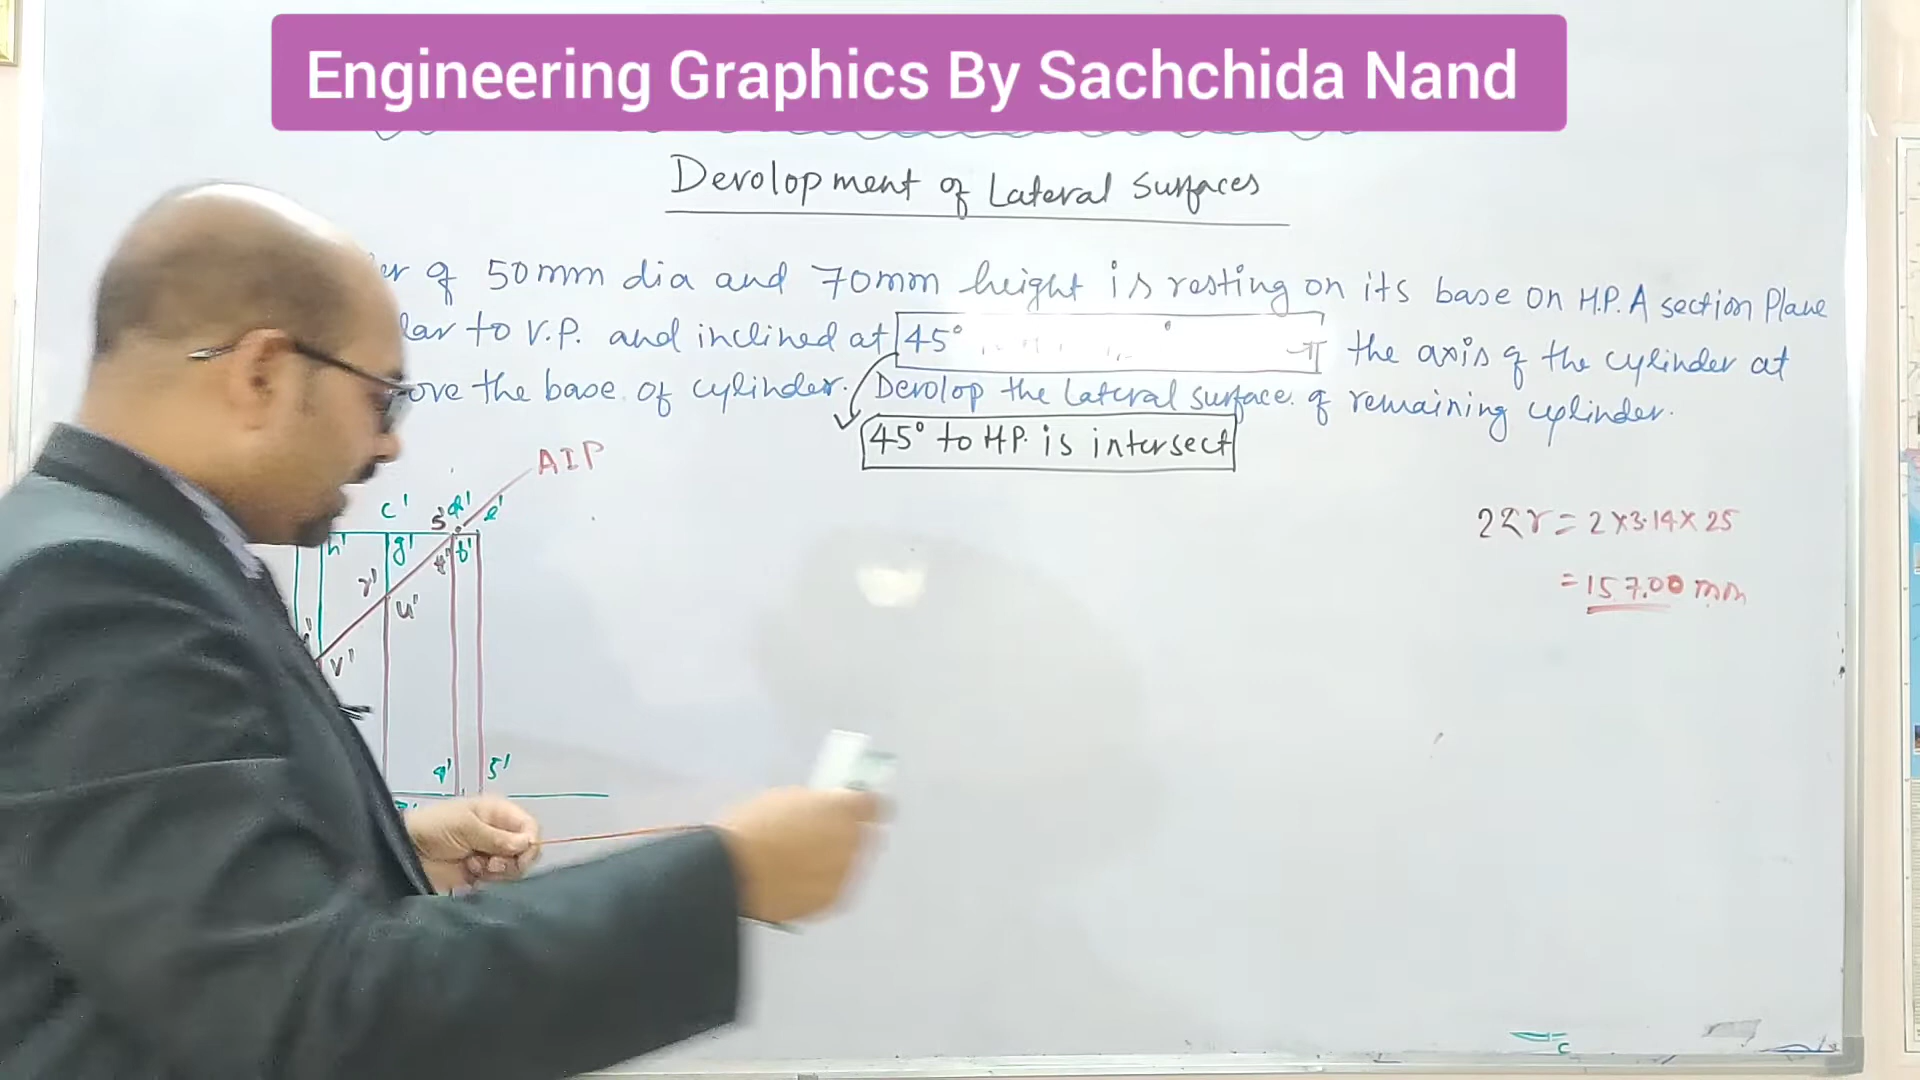 Engineering Graphics By Sachchida Nand
Devolopment of Lateral Surfaces
er of 50mm dia and 70mm height is resting on its base on H.P. A section Plane
lar to V.P. and inclined at 45° the axis of the cylinder at
ove the base of cylinder. Devolop the lateral surface of remaining cylinder.
45° to H.P. is intersect
AIP
c' s' d' e'
h' g' t' f'
r' u'
v'
4' 5'
2πr = 2×3.14×25
= 157.00 mm